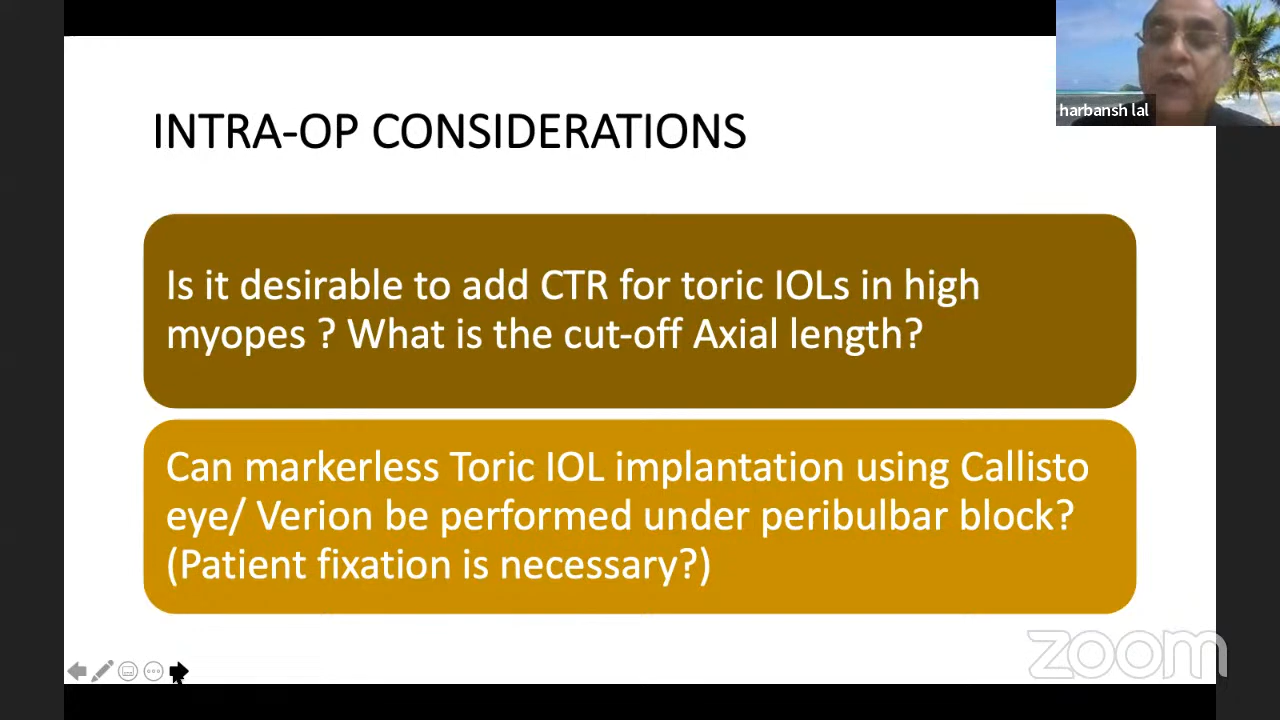 harbansh lal
INTRA-OP CONSIDERATIONS
Is it desirable to add CTR for toric IOLs in high
myopes ? What is the cut-off Axial length?
Can markerless Toric IOL implantation using Callisto
eye/ Verion be performed under peribulbar block?
(Patient fixation is necessary?)
zoom